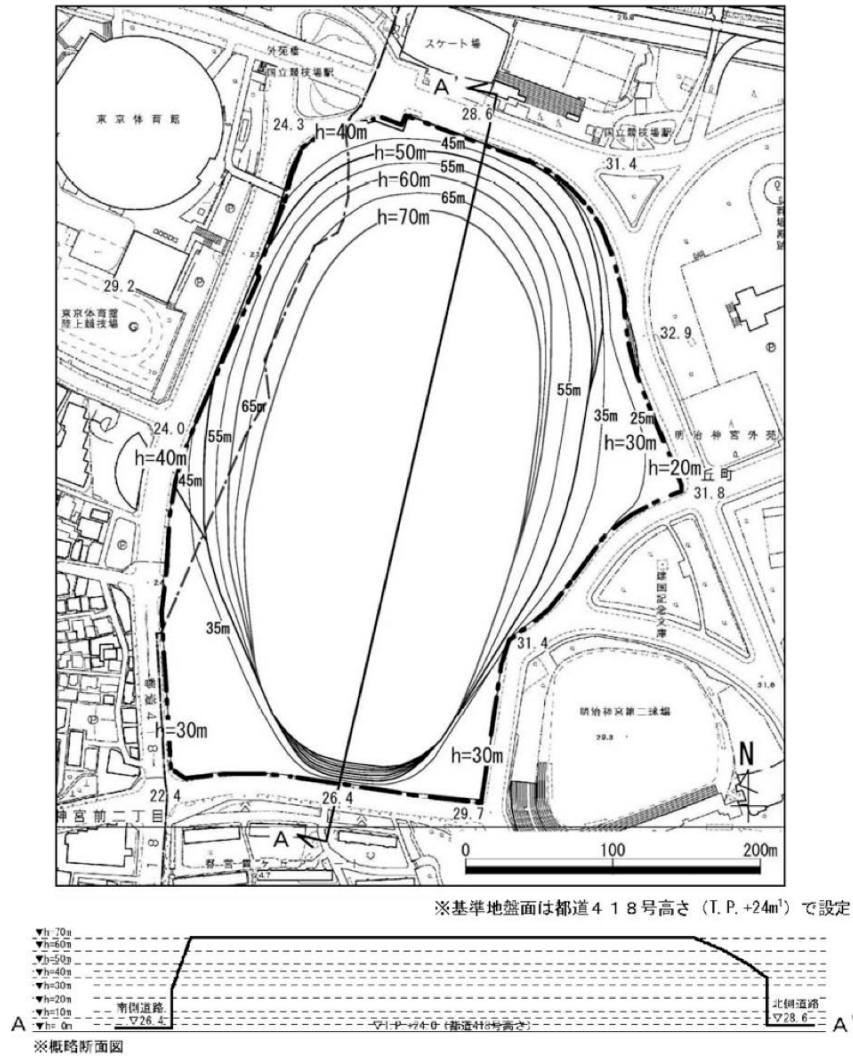 外苑橋
スケート場
国立競技場駅
A'
東京体育館
24.3
28.6
国立競技場駅
h=40m
45m
h=50m
55m
31.4
h=60m
65m
h=70m
29.2
東京体育館
陸上競技場
32.9
65m
55m
24.0
55m
35m
25m
h=30m
明治神宮外苑
h=40m
h=20m
45m
丘町
31.8
建国記念文庫
35m
31.4
都道418
明治神宮第二球場
29.3
h=30m
h=30m
N
22.4
26.4
29.7
神宮前二丁目
A
0
100
200m
※基準地盤面は都道418号高さ(T.P.+24m¹)で設定
▼h=70m
▼h=60m
▼h=50m
▼h=40m
▼h=30m
▼h=20m
▼h=10m
▼h= 0m
南側道路
▽26.4
▽T.P.+24.0(都道418号高さ)
北側道路
▽28.6
A
A'
※概略断面図